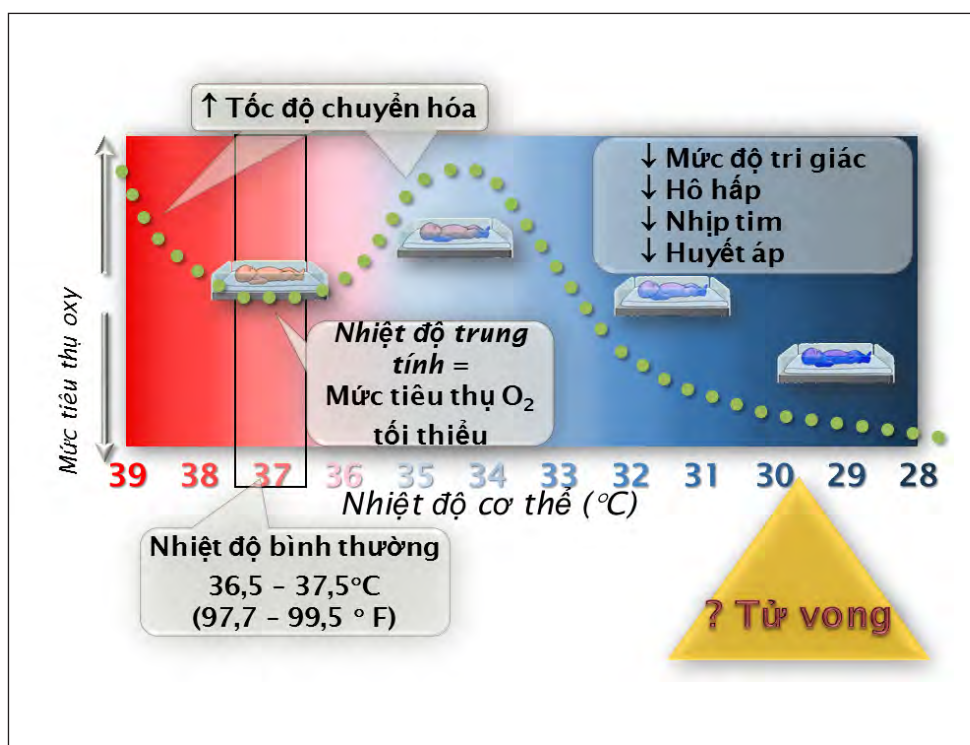 ↑ Tốc độ chuyển hóa
↓ Mức độ tri giác
↓ Hô hấp
↓ Nhịp tim
↓ Huyết áp
Mức tiêu thụ oxy
Nhiệt độ trung
tính =
Mức tiêu thụ O₂
tối thiểu
39 38 37 36 35 34 33 32 31 30 29 28
Nhiệt độ cơ thể (°C)
Nhiệt độ bình thường
36,5 – 37,5°C
(97,7 – 99,5 ° F)
? Tử vong